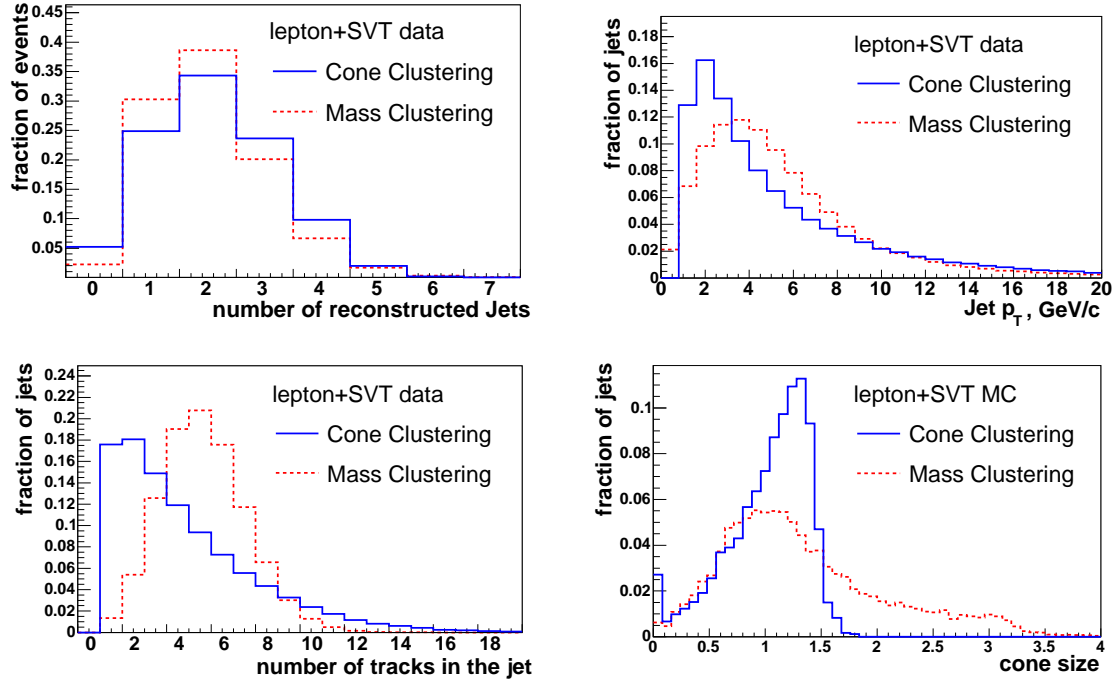 0.45
0.4
0.35
0.3
0.25
0.2
0.15
0.1
0.05
fraction of events
lepton+SVT data
Cone Clustering
Mass Clustering
0 1 2 3 4 5 6 7
number of reconstructed Jets
0.18
0.16
0.14
0.12
0.1
0.08
0.06
0.04
0.02
0
fraction of jets
lepton+SVT data
Cone Clustering
Mass Clustering
0 2 4 6 8 10 12 14 16 18 20
Jet pT, GeV/c
0.24
0.22
0.2
0.18
0.16
0.14
0.12
0.1
0.08
0.06
0.04
0.02
0
fraction of jets
lepton+SVT data
Cone Clustering
Mass Clustering
0 2 4 6 8 10 12 14 16 18
number of tracks in the jet
0.1
0.08
0.06
0.04
0.02
0
fraction of jets
lepton+SVT MC
Cone Clustering
Mass Clustering
0 0.5 1 1.5 2 2.5 3 3.5 4
cone size